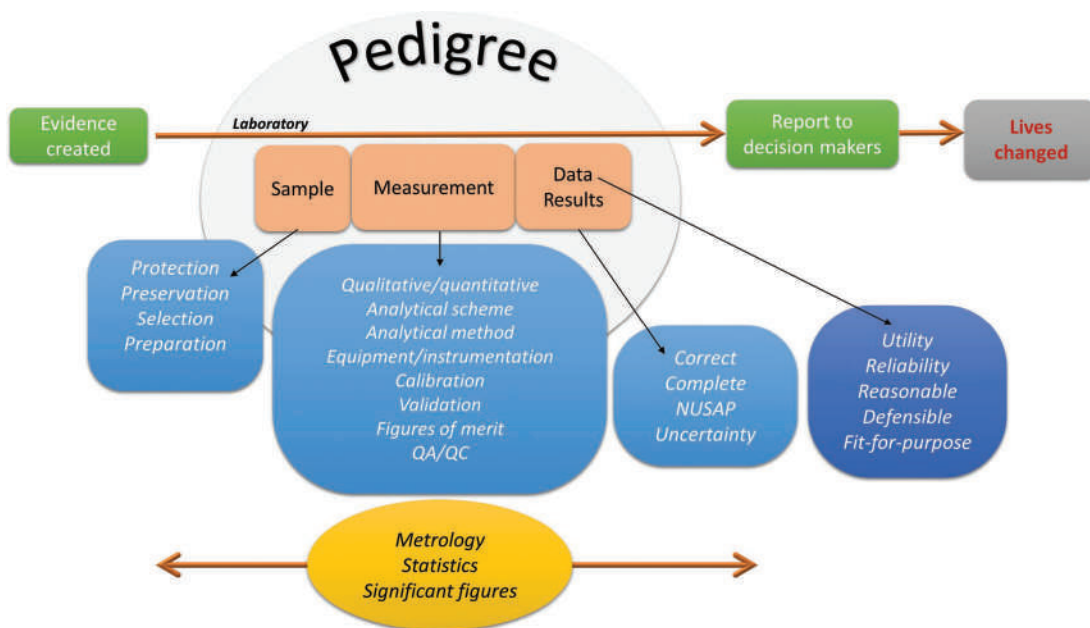 Pedigree
Evidence
created
Laboratory
Report to
decision makers
Lives
changed
Sample
Measurement
Data
Results
Protection
Preservation
Selection
Preparation
Qualitative/quantitative
Analytical scheme
Analytical method
Equipment/instrumentation
Calibration
Validation
Figures of merit
QA/QC
Correct
Complete
NUSAP
Uncertainty
Utility
Reliability
Reasonable
Defensible
Fit-for-purpose
Metrology
Statistics
Significant figures